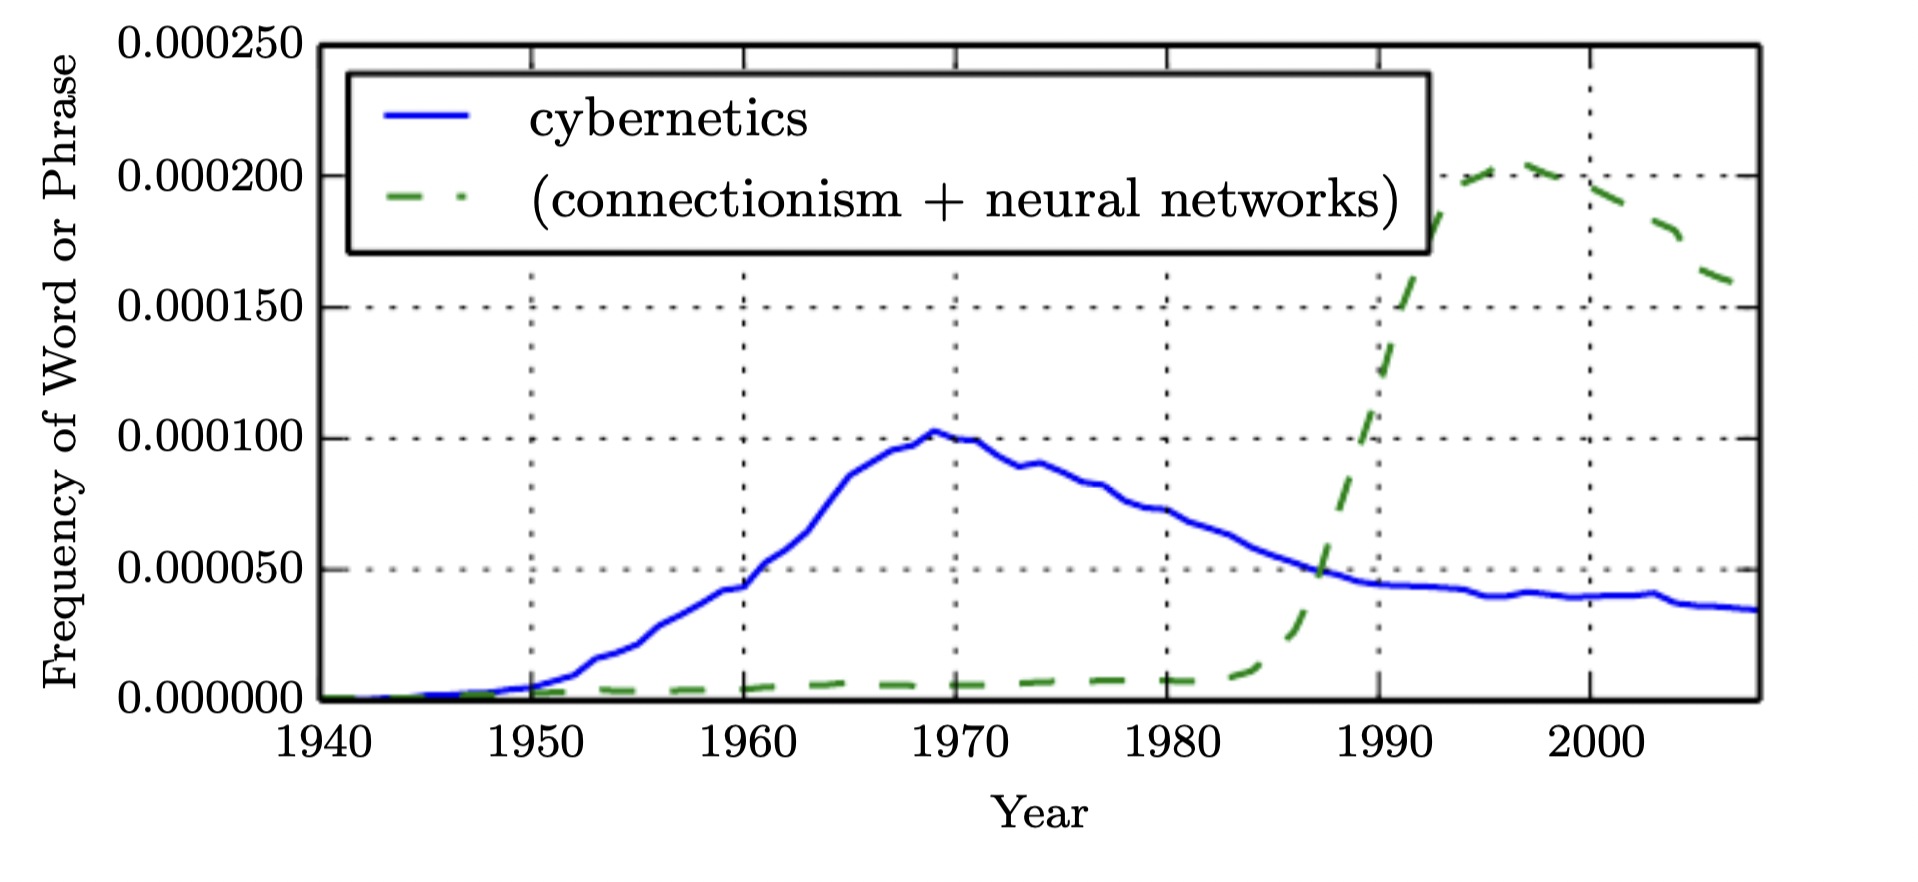 Frequency of Word or Phrase
0.000250
0.000200
0.000150
0.000100
0.000050
0.000000
cybernetics
(connectionism + neural networks)
1940 1950 1960 1970 1980 1990 2000
Year